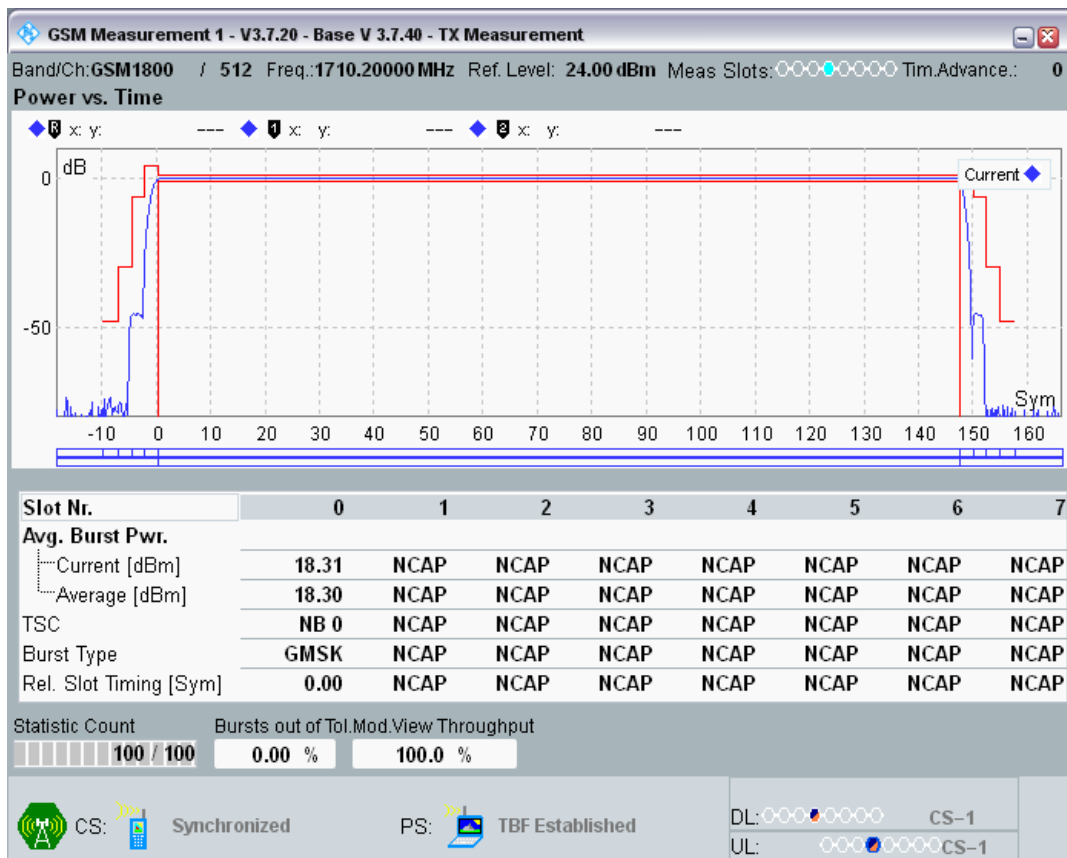 GSM Measurement 1 - V3.7.20 - Base V 3.7.40 - TX Measurement
Band/Ch:GSM1800 / 512 Freq.:1710.20000 MHz Ref. Level: 24.00 dBm Meas Slots: Tim.Advance.: 0
Power vs. Time
R x: y: --- 1 x: y: --- 2 x: y: ---
dB
Current
0
-50
Sym
-10 0 10 20 30 40 50 60 70 80 90 100 110 120 130 140 150 160
Slot Nr. 0 1 2 3 4 5 6 7
Avg. Burst Pwr.
Current [dBm] 18.31 NCAP NCAP NCAP NCAP NCAP NCAP NCAP
Average [dBm] 18.30 NCAP NCAP NCAP NCAP NCAP NCAP NCAP
TSC NB 0 NCAP NCAP NCAP NCAP NCAP NCAP NCAP
Burst Type GMSK NCAP NCAP NCAP NCAP NCAP NCAP NCAP
Rel. Slot Timing [Sym] 0.00 NCAP NCAP NCAP NCAP NCAP NCAP NCAP
Statistic Count Bursts out of Tol. Mod.View Throughput
100 / 100 0.00 % 100.0 %
CS: Synchronized PS: TBF Established DL: CS-1
UL: CS-1